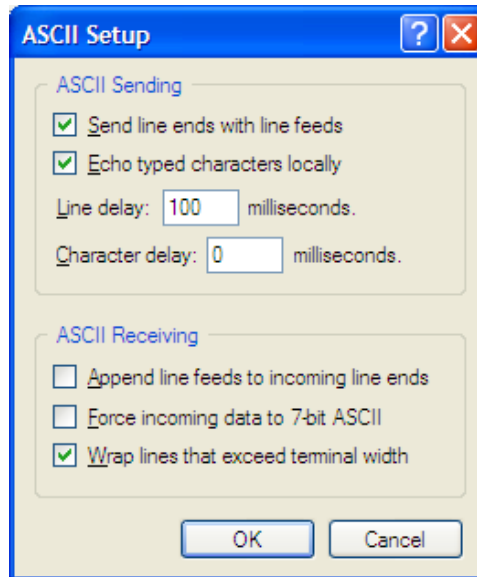 ASCII Setup
ASCII Sending
Send line ends with line feeds
Echo typed characters locally
Line delay: 100 milliseconds.
Character delay: 0 milliseconds.
ASCII Receiving
Append line feeds to incoming line ends
Force incoming data to 7-bit ASCII
Wrap lines that exceed terminal width
OK Cancel